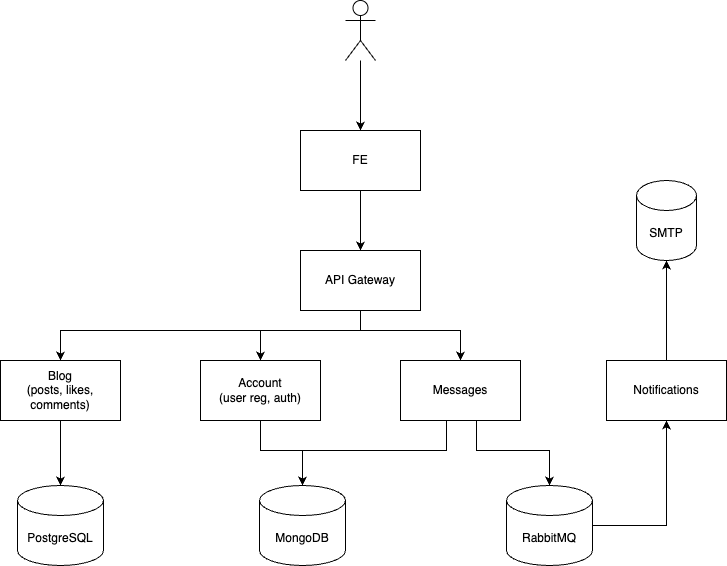 FE
SMTP
API Gateway
Blog
(posts, likes,
comments)
Account
(user reg, auth)
Messages
Notifications
PostgreSQL
MongoDB
RabbitMQ